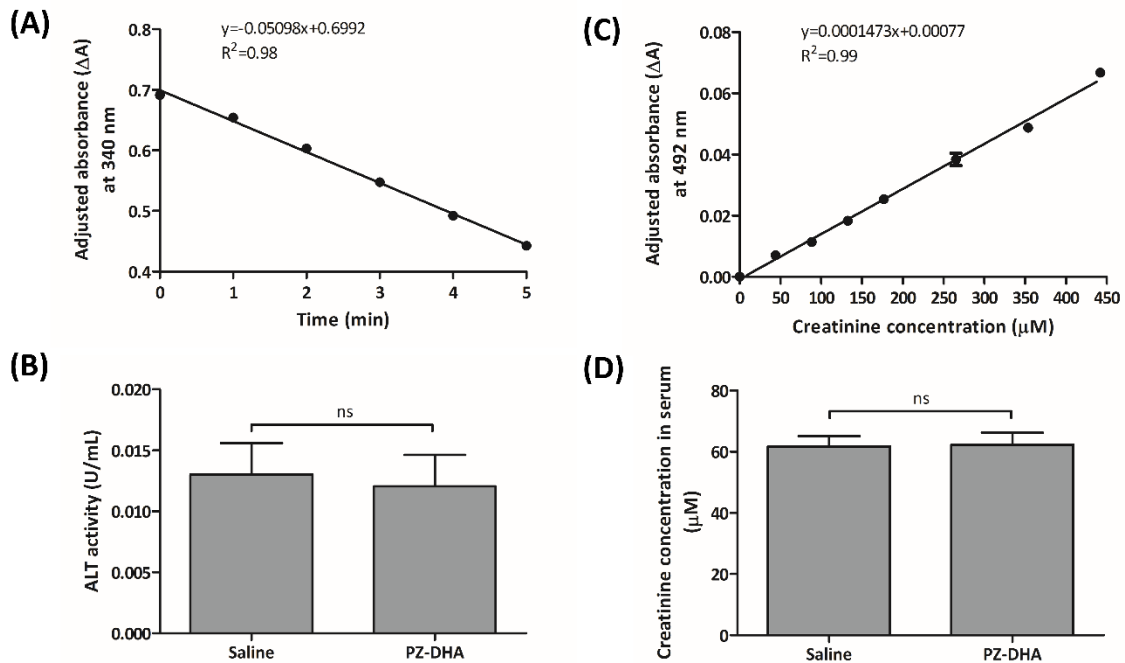 (A)
y=-0.05098x+0.6992
R²=0.98
Adjusted absorbance (ΔA)
at 340 nm
0.8
0.7
0.6
0.5
0.4
0 1 2 3 4 5
Time (min)
(C)
y=0.0001473x+0.00077
R²=0.99
Adjusted absorbance (ΔA)
at 492 nm
0.08
0.06
0.04
0.02
0.00
0 50 100 150 200 250 300 350 400 450
Creatinine concentration (μM)
(B)
ALT activity (U/mL)
0.020
0.015
0.010
0.005
0.000
ns
Saline PZ-DHA
(D)
Creatinine concentration in serum
(μM)
80
60
40
20
0
ns
Saline PZ-DHA